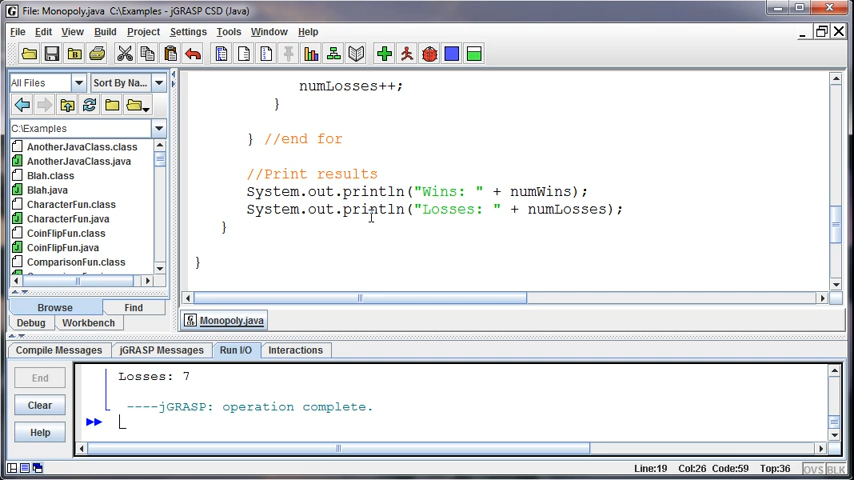 File: Monopoly.java  C:\Examples - jGRASP CSD (Java)
File Edit View Build Project Settings Tools Window Help
All Files Sort By Na...
C:\Examples
AnotherJavaClass.class
AnotherJavaClass.java
Blah.class
Blah.java
CharacterFun.class
CharacterFun.java
CoinFlipFun.class
CoinFlipFun.java
ComparisonFun.class
Browse Find
Debug Workbench
numLosses++;
}
} //end for
//Print results
System.out.println("Wins: " + numWins);
System.out.println("Losses: " + numLosses);
}
}
Monopoly.java
Compile Messages jGRASP Messages Run I/O Interactions
End
Clear
Help
Losses: 7
----jGRASP: operation complete.
Line:19 Col:26 Code:59 Top:36 OVS BLK